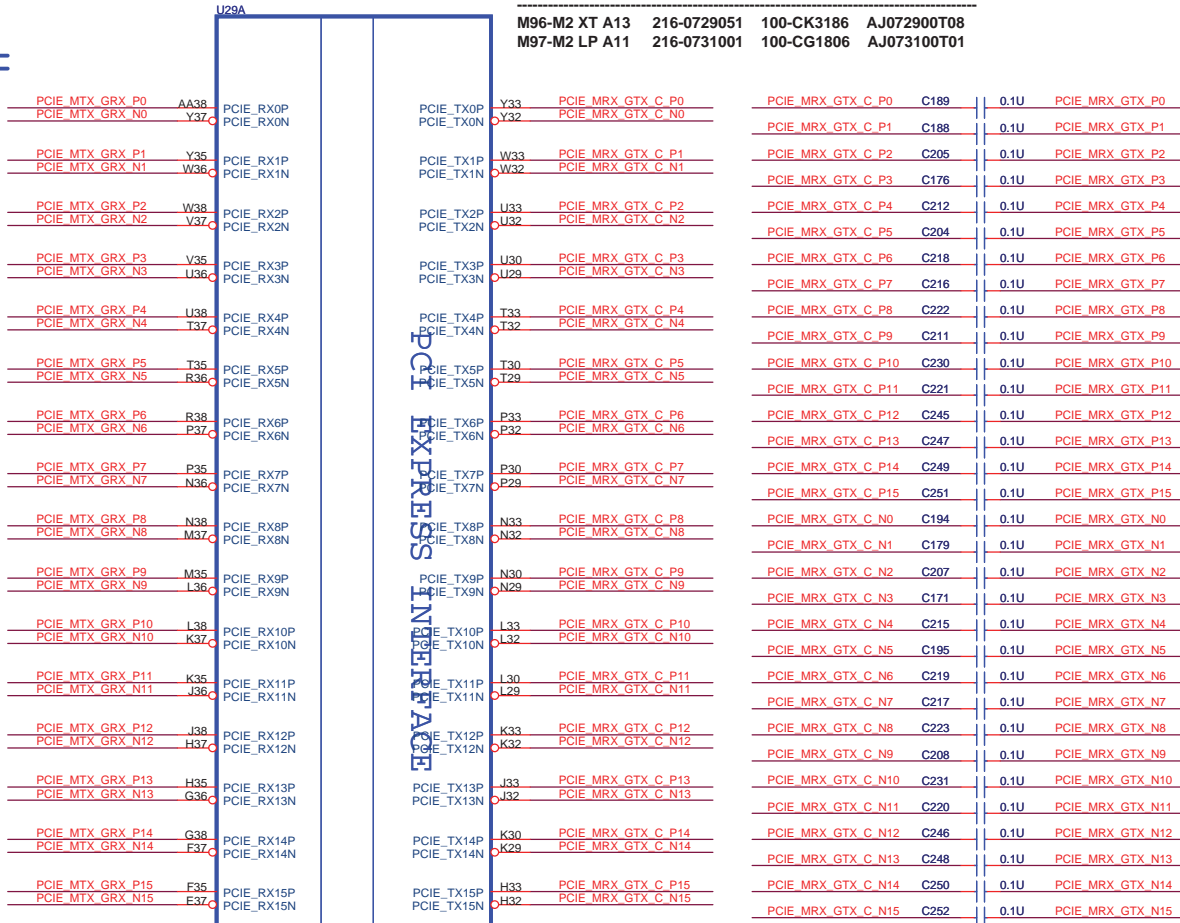 U29A
M96-M2 XT A13 216-0729051 100-CK3186 AJ072900T08
M97-M2 LP A11 216-0731001 100-CG1806 AJ073100T01
PCIE_MTX_GRX_P0 AA38 PCIE_RX0P PCIE_TX0P Y33 PCIE_MRX_GTX_C_P0
PCIE_MTX_GRX_N0 Y37 PCIE_RX0N PCIE_TX0N Y32 PCIE_MRX_GTX_C_N0
PCIE_MTX_GRX_P1 Y35 PCIE_RX1P PCIE_TX1P W33 PCIE_MRX_GTX_C_P1
PCIE_MTX_GRX_N1 W36 PCIE_RX1N PCIE_TX1N W32 PCIE_MRX_GTX_C_N1
PCIE_MTX_GRX_P2 W38 PCIE_RX2P PCIE_TX2P U33 PCIE_MRX_GTX_C_P2
PCIE_MTX_GRX_N2 V37 PCIE_RX2N PCIE_TX2N U32 PCIE_MRX_GTX_C_N2
PCIE_MTX_GRX_P3 V35 PCIE_RX3P PCIE_TX3P U30 PCIE_MRX_GTX_C_P3
PCIE_MTX_GRX_N3 U36 PCIE_RX3N PCIE_TX3N U29 PCIE_MRX_GTX_C_N3
PCIE_MTX_GRX_P4 U38 PCIE_RX4P PCIE_TX4P T33 PCIE_MRX_GTX_C_P4
PCIE_MTX_GRX_N4 T37 PCIE_RX4N PCIE_TX4N T32 PCIE_MRX_GTX_C_N4
PCIE_MTX_GRX_P5 T35 PCIE_RX5P PCIE_TX5P T30 PCIE_MRX_GTX_C_P5
PCIE_MTX_GRX_N5 R36 PCIE_RX5N PCIE_TX5N T29 PCIE_MRX_GTX_C_N5
PCIE_MTX_GRX_P6 R38 PCIE_RX6P PCIE_TX6P P33 PCIE_MRX_GTX_C_P6
PCIE_MTX_GRX_N6 P37 PCIE_RX6N PCIE_TX6N P32 PCIE_MRX_GTX_C_N6
PCIE_MTX_GRX_P7 P35 PCIE_RX7P PCIE_TX7P P30 PCIE_MRX_GTX_C_P7
PCIE_MTX_GRX_N7 N36 PCIE_RX7N PCIE_TX7N P29 PCIE_MRX_GTX_C_N7
PCIE_MTX_GRX_P8 N38 PCIE_RX8P PCIE_TX8P N33 PCIE_MRX_GTX_C_P8
PCIE_MTX_GRX_N8 M37 PCIE_RX8N PCIE_TX8N N32 PCIE_MRX_GTX_C_N8
PCIE_MTX_GRX_P9 M35 PCIE_RX9P PCIE_TX9P N30 PCIE_MRX_GTX_C_P9
PCIE_MTX_GRX_N9 L36 PCIE_RX9N PCIE_TX9N N29 PCIE_MRX_GTX_C_N9
PCIE_MTX_GRX_P10 L38 PCIE_RX10P PCIE_TX10P L33 PCIE_MRX_GTX_C_P10
PCIE_MTX_GRX_N10 K37 PCIE_RX10N PCIE_TX10N L32 PCIE_MRX_GTX_C_N10
PCIE_MTX_GRX_P11 K35 PCIE_RX11P PCIE_TX11P L30 PCIE_MRX_GTX_C_P11
PCIE_MTX_GRX_N11 J36 PCIE_RX11N PCIE_TX11N L29 PCIE_MRX_GTX_C_N11
PCIE_MTX_GRX_P12 J38 PCIE_RX12P PCIE_TX12P K33 PCIE_MRX_GTX_C_P12
PCIE_MTX_GRX_N12 H37 PCIE_RX12N PCIE_TX12N K32 PCIE_MRX_GTX_C_N12
PCIE_MTX_GRX_P13 H35 PCIE_RX13P PCIE_TX13P J33 PCIE_MRX_GTX_C_P13
PCIE_MTX_GRX_N13 G36 PCIE_RX13N PCIE_TX13N J32 PCIE_MRX_GTX_C_N13
PCIE_MTX_GRX_P14 G38 PCIE_RX14P PCIE_TX14P K30 PCIE_MRX_GTX_C_P14
PCIE_MTX_GRX_N14 F37 PCIE_RX14N PCIE_TX14N K29 PCIE_MRX_GTX_C_N14
PCIE_MTX_GRX_P15 F35 PCIE_RX15P PCIE_TX15P H33 PCIE_MRX_GTX_C_P15
PCIE_MTX_GRX_N15 E37 PCIE_RX15N PCIE_TX15N H32 PCIE_MRX_GTX_C_N15
PCI EXPRESS INTERFACE
PCIE_MRX_GTX_C_P0 C189 0.1U PCIE_MRX_GTX_P0
PCIE_MRX_GTX_C_P1 C188 0.1U PCIE_MRX_GTX_P1
PCIE_MRX_GTX_C_P2 C205 0.1U PCIE_MRX_GTX_P2
PCIE_MRX_GTX_C_P3 C176 0.1U PCIE_MRX_GTX_P3
PCIE_MRX_GTX_C_P4 C212 0.1U PCIE_MRX_GTX_P4
PCIE_MRX_GTX_C_P5 C204 0.1U PCIE_MRX_GTX_P5
PCIE_MRX_GTX_C_P6 C218 0.1U PCIE_MRX_GTX_P6
PCIE_MRX_GTX_C_P7 C216 0.1U PCIE_MRX_GTX_P7
PCIE_MRX_GTX_C_P8 C222 0.1U PCIE_MRX_GTX_P8
PCIE_MRX_GTX_C_P9 C211 0.1U PCIE_MRX_GTX_P9
PCIE_MRX_GTX_C_P10 C230 0.1U PCIE_MRX_GTX_P10
PCIE_MRX_GTX_C_P11 C221 0.1U PCIE_MRX_GTX_P11
PCIE_MRX_GTX_C_P12 C245 0.1U PCIE_MRX_GTX_P12
PCIE_MRX_GTX_C_P13 C247 0.1U PCIE_MRX_GTX_P13
PCIE_MRX_GTX_C_P14 C249 0.1U PCIE_MRX_GTX_P14
PCIE_MRX_GTX_C_P15 C251 0.1U PCIE_MRX_GTX_P15
PCIE_MRX_GTX_C_N0 C194 0.1U PCIE_MRX_GTX_N0
PCIE_MRX_GTX_C_N1 C179 0.1U PCIE_MRX_GTX_N1
PCIE_MRX_GTX_C_N2 C207 0.1U PCIE_MRX_GTX_N2
PCIE_MRX_GTX_C_N3 C171 0.1U PCIE_MRX_GTX_N3
PCIE_MRX_GTX_C_N4 C215 0.1U PCIE_MRX_GTX_N4
PCIE_MRX_GTX_C_N5 C195 0.1U PCIE_MRX_GTX_N5
PCIE_MRX_GTX_C_N6 C219 0.1U PCIE_MRX_GTX_N6
PCIE_MRX_GTX_C_N7 C217 0.1U PCIE_MRX_GTX_N7
PCIE_MRX_GTX_C_N8 C223 0.1U PCIE_MRX_GTX_N8
PCIE_MRX_GTX_C_N9 C208 0.1U PCIE_MRX_GTX_N9
PCIE_MRX_GTX_C_N10 C231 0.1U PCIE_MRX_GTX_N10
PCIE_MRX_GTX_C_N11 C220 0.1U PCIE_MRX_GTX_N11
PCIE_MRX_GTX_C_N12 C246 0.1U PCIE_MRX_GTX_N12
PCIE_MRX_GTX_C_N13 C248 0.1U PCIE_MRX_GTX_N13
PCIE_MRX_GTX_C_N14 C250 0.1U PCIE_MRX_GTX_N14
PCIE_MRX_GTX_C_N15 C252 0.1U PCIE_MRX_GTX_N15